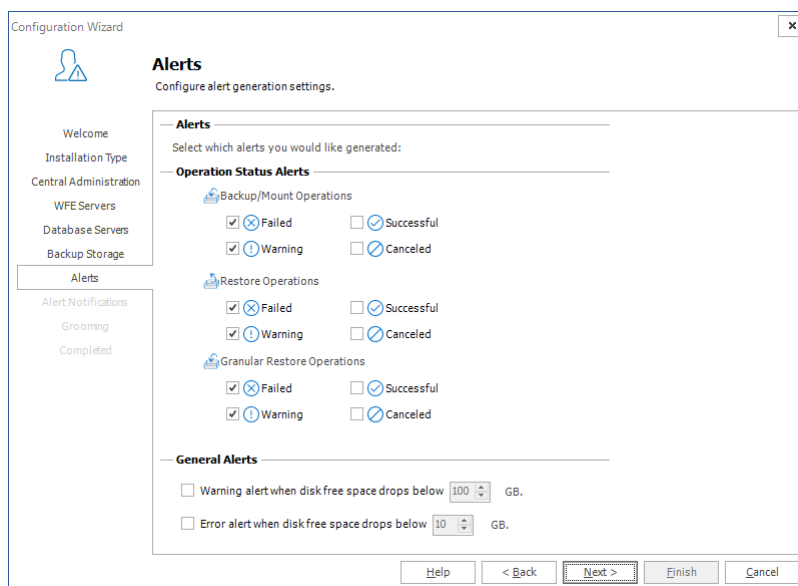 Configuration Wizard
Alerts
Configure alert generation settings.
Welcome
Installation Type
Central Administration
WFE Servers
Database Servers
Backup Storage
Alerts
Alert Notifications
Grooming
Completed
Alerts
Select which alerts you would like generated:
Operation Status Alerts
Backup/Mount Operations
Failed Successful
Warning Canceled
Restore Operations
Failed Successful
Warning Canceled
Granular Restore Operations
Failed Successful
Warning Canceled
General Alerts
Warning alert when disk free space drops below 100 GB.
Error alert when disk free space drops below 10 GB.
Help < Back Next > Finish Cancel